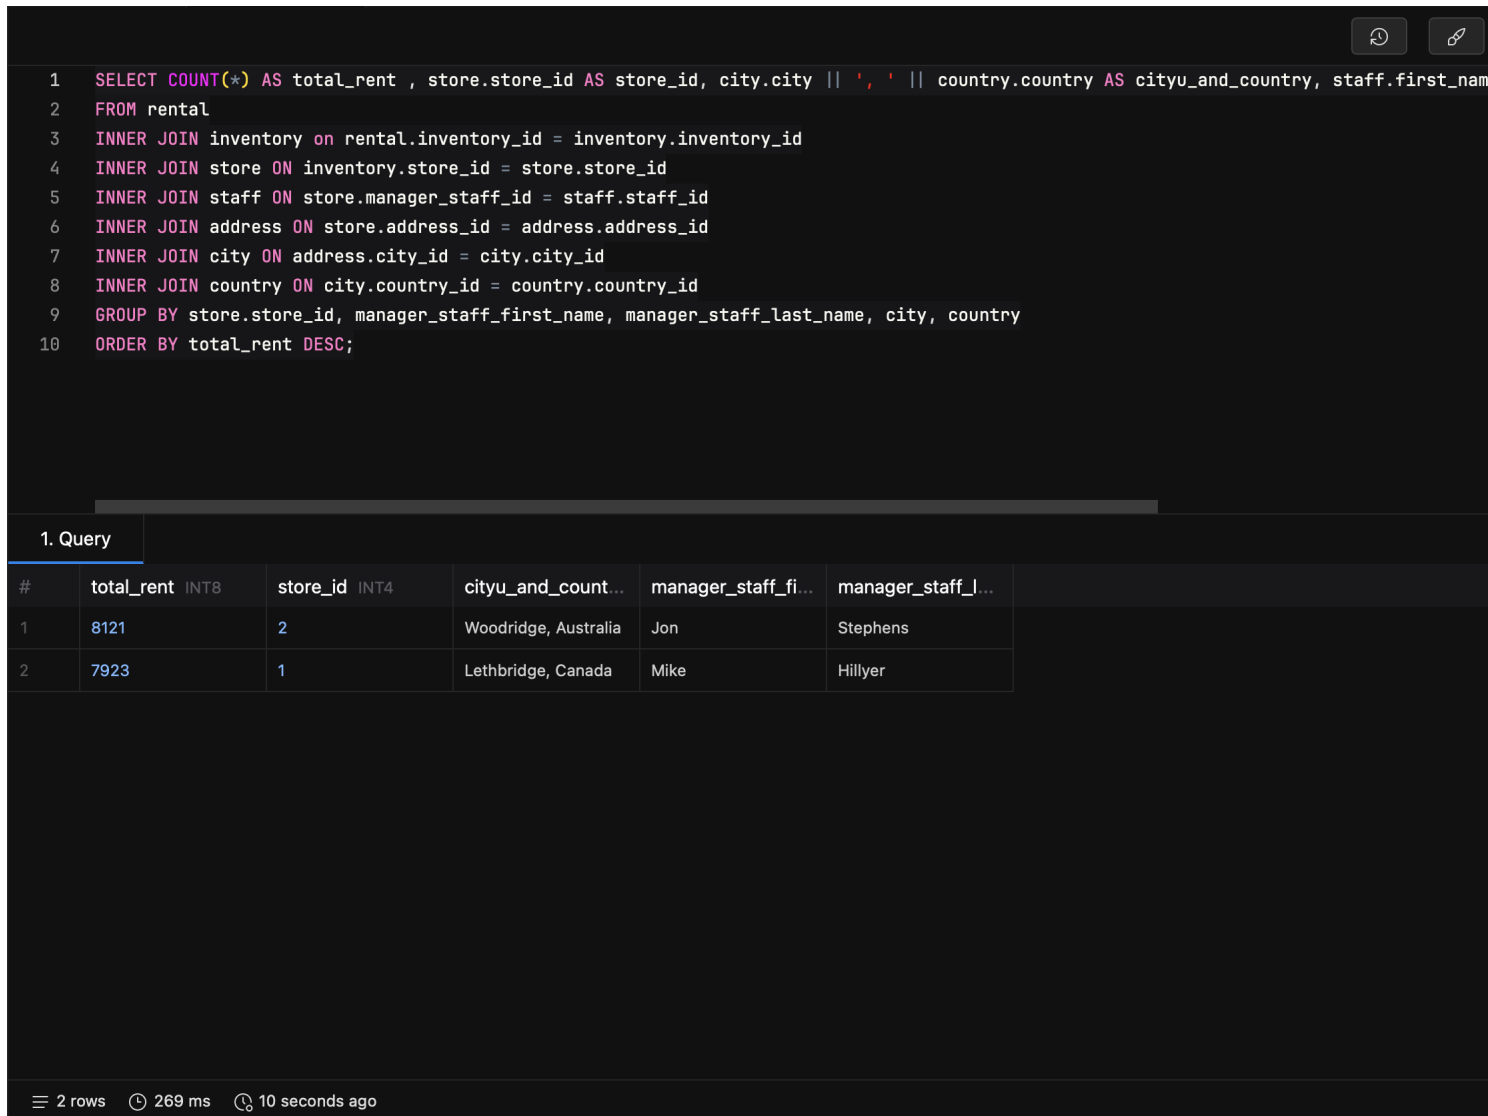 1 SELECT COUNT(*) AS total_rent , store.store_id AS store_id, city.city || ', ' || country.country AS cityu_and_country, staff.first_nam
2 FROM rental
3 INNER JOIN inventory on rental.inventory_id = inventory.inventory_id
4 INNER JOIN store ON inventory.store_id = store.store_id
5 INNER JOIN staff ON store.manager_staff_id = staff.staff_id
6 INNER JOIN address ON store.address_id = address.address_id
7 INNER JOIN city ON address.city_id = city.city_id
8 INNER JOIN country ON city.country_id = country.country_id
9 GROUP BY store.store_id, manager_staff_first_name, manager_staff_last_name, city, country
10 ORDER BY total_rent DESC;
1. Query
# total_rent INT8 store_id INT4 cityu_and_count... manager_staff_fi... manager_staff_l...
1 8121 2 Woodridge, Australia Jon Stephens
2 7923 1 Lethbridge, Canada Mike Hillyer
2 rows 269 ms 10 seconds ago